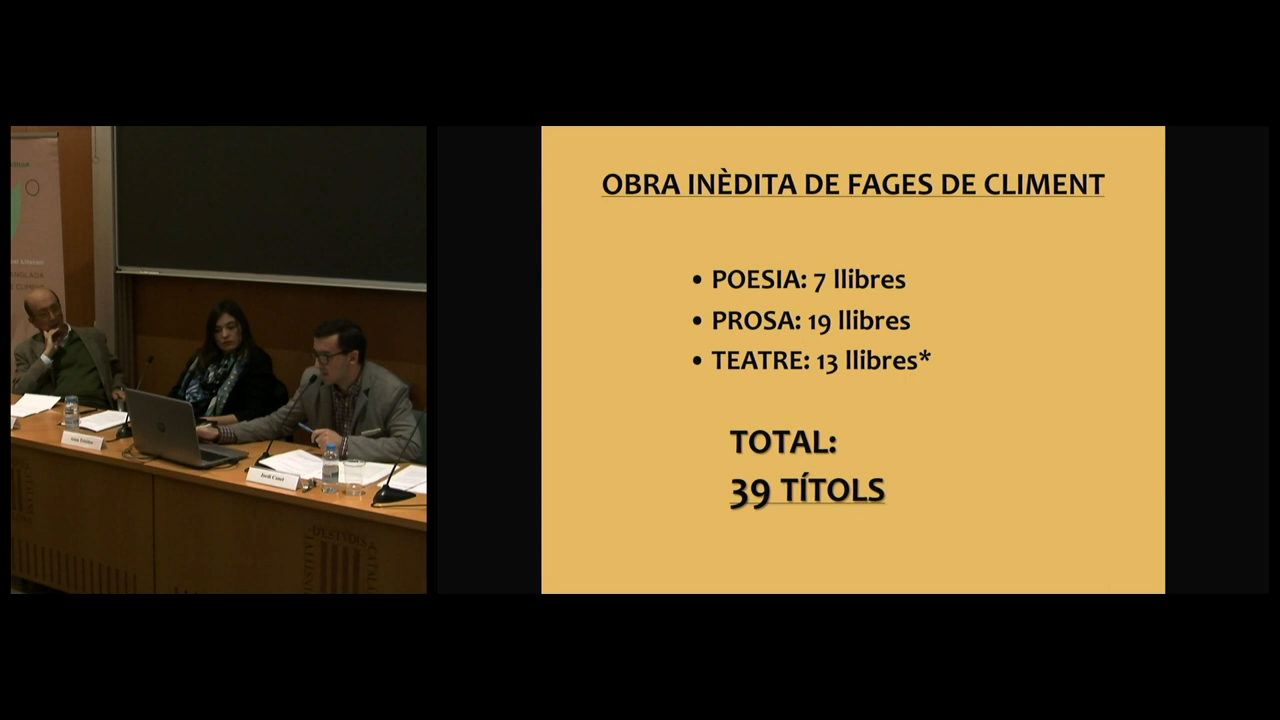 OBRA INÈDITA DE FAGES DE CLIMENT
• POESIA: 7 llibres
• PROSA: 19 llibres
• TEATRE: 13 llibres*
TOTAL:
39 TÍTOLS
Jordi Canet